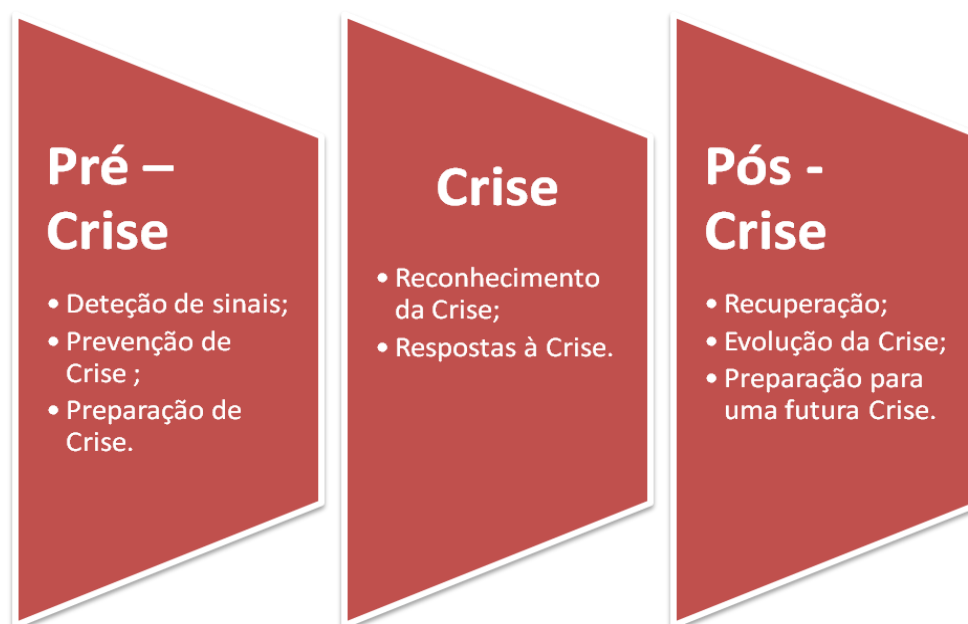 Pré –
Crise
• Deteção de sinais;
• Prevenção de
Crise ;
• Preparação de
Crise.
Crise
• Reconhecimento
da Crise;
• Respostas à Crise.
Pós -
Crise
• Recuperação;
• Evolução da Crise;
• Preparação para
uma futura Crise.